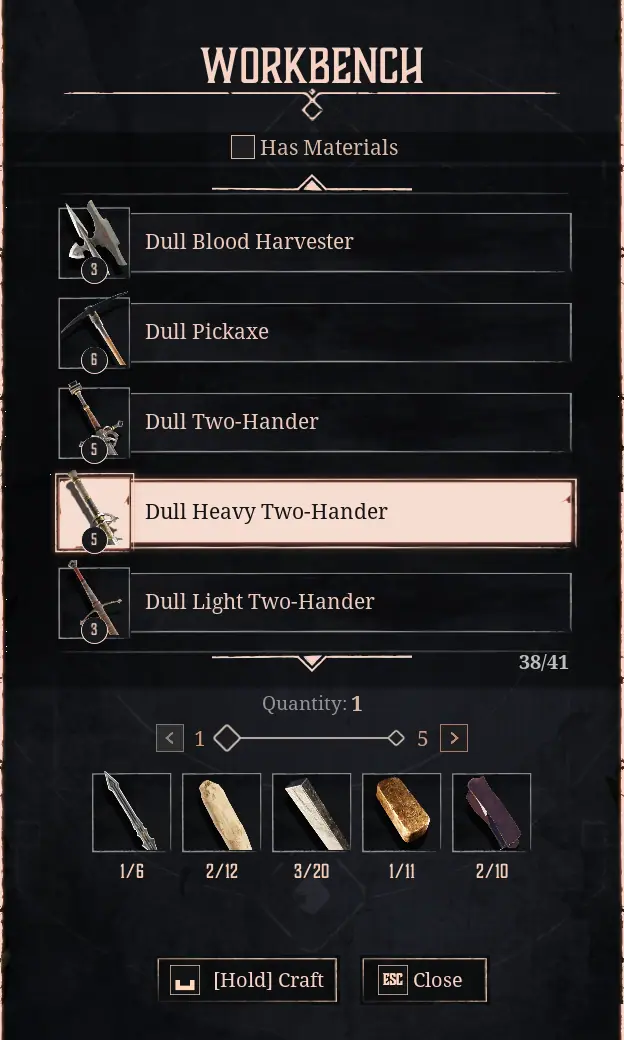 WORKBENCH
Has Materials
Dull Blood Harvester
3
Dull Pickaxe
6
Dull Two-Hander
5
Dull Heavy Two-Hander
5
Dull Light Two-Hander
3
38/41
Quantity: 1
< 1 5 >
1/6 2/12 3/20 1/11 2/10
[Hold] Craft ESC Close